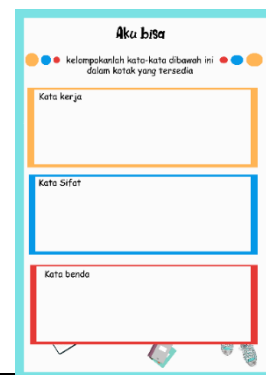 Aku bisa
kelompokanlah kata-kata dibawah ini
dalam kotak yang tersedia
Kata kerja
Kata Sifat
Kata benda